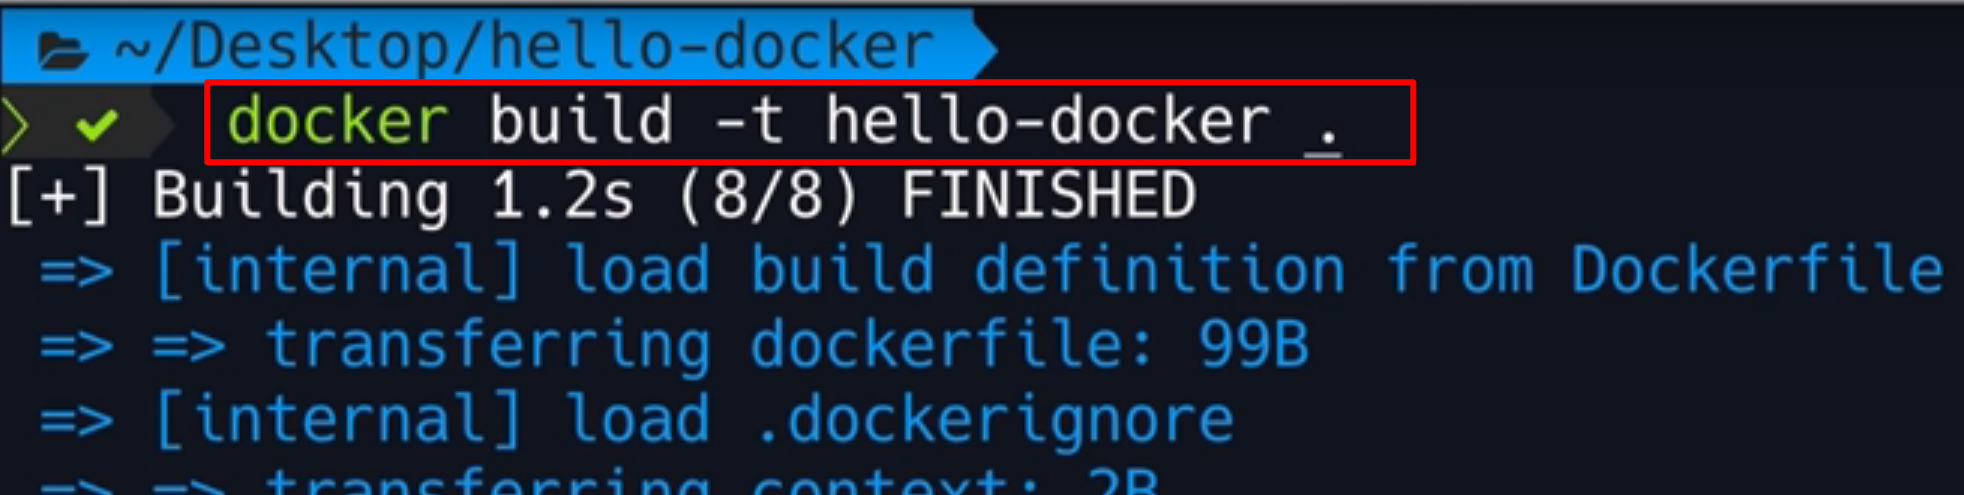 ~/Desktop/hello-docker
docker build -t hello-docker .
[+] Building 1.2s (8/8) FINISHED
=> [internal] load build definition from Dockerfile
=> => transferring dockerfile: 99B
=> [internal] load .dockerignore
=> => transferring context: 2B